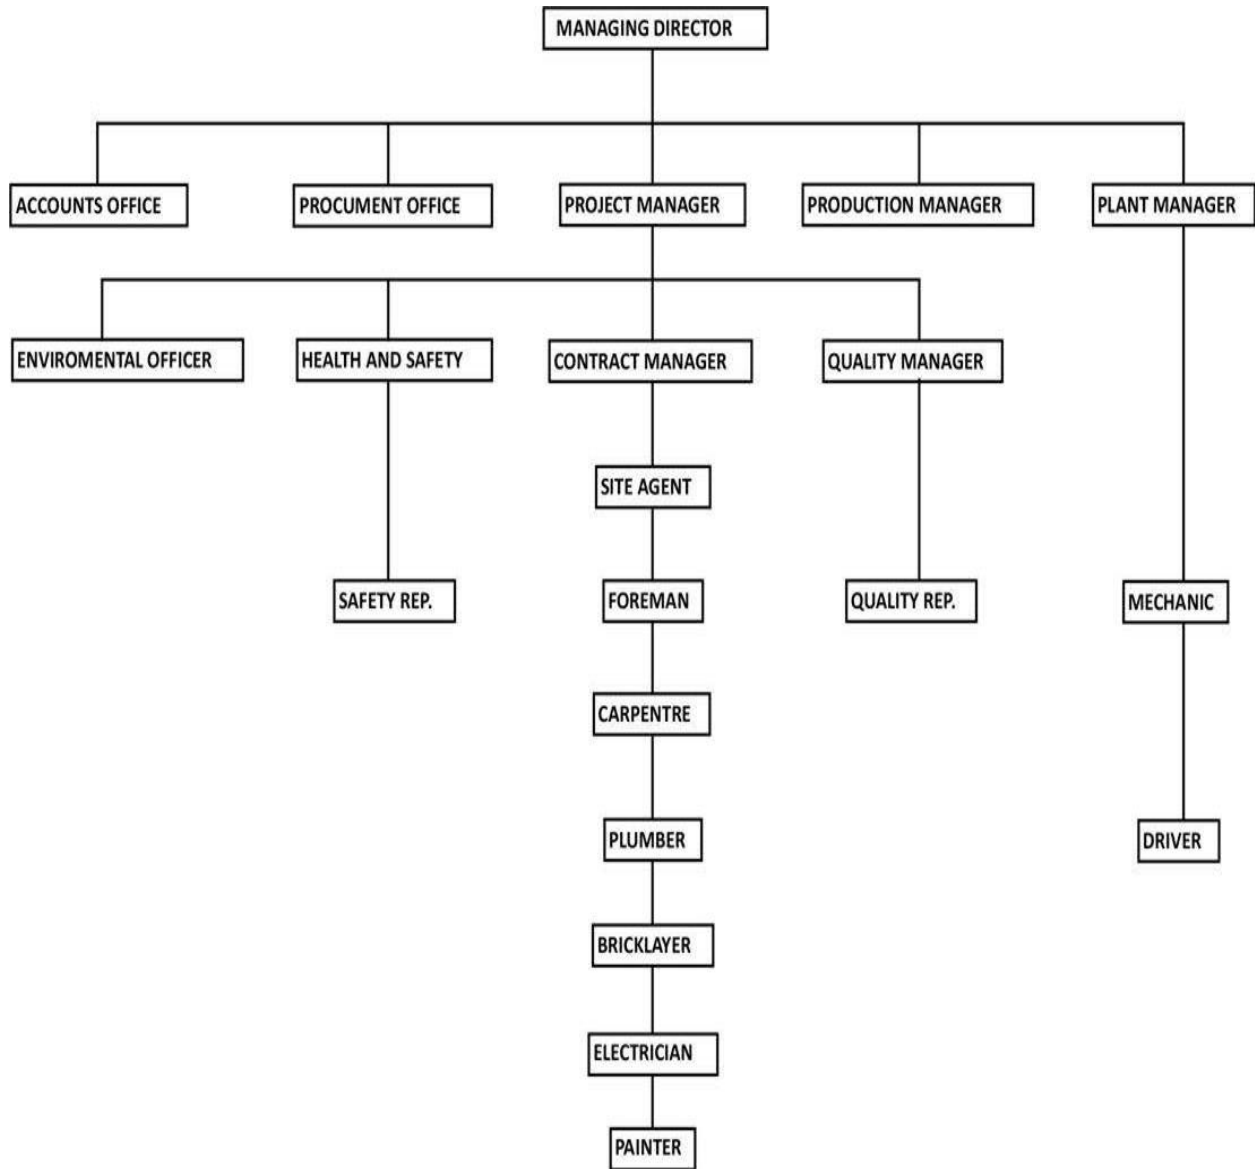 MANAGING DIRECTOR
ACCOUNTS OFFICE
PROCUMENT OFFICE
PROJECT MANAGER
PRODUCTION MANAGER
PLANT MANAGER
ENVIROMENTAL OFFICER
HEALTH AND SAFETY
CONTRACT MANAGER
QUALITY MANAGER
SITE AGENT
SAFETY REP.
FOREMAN
QUALITY REP.
MECHANIC
CARPENTRE
PLUMBER
DRIVER
BRICKLAYER
ELECTRICIAN
PAINTER